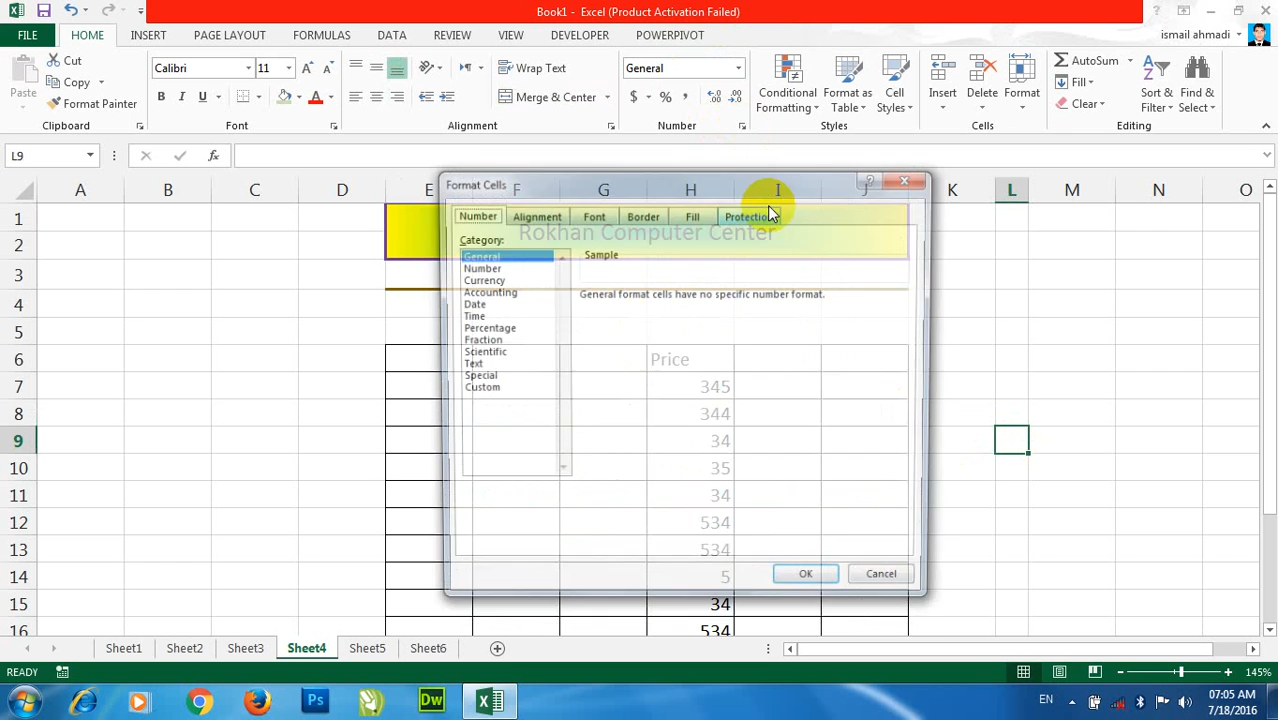 Book1 - Excel (Product Activation Failed)
FILE HOME INSERT PAGE LAYOUT FORMULAS DATA REVIEW VIEW DEVELOPER POWERPIVOT ismail ahmadi
Paste Cut Copy Format Painter
Calibri 11
B I U A
Wrap Text
Merge & Center
General
$ % ,
Conditional Formatting Format as Table Cell Styles
Insert Delete Format
AutoSum
Fill
Clear
Sort & Filter Find & Select
Clipboard Font Alignment Number Styles Cells Editing
L9 fx
A B C D E F G H I J K L M N O
Format Cells
Number Alignment Font Border Fill Protection
Rokhan Computer Center
Category:
General
Number
Currency
Accounting
Date
Time
Percentage
Fraction
Scientific
Text
Special
Custom
Sample
General format cells have no specific number format.
OK Cancel
1
2
3
4
5
6 Price
7 345
8 344
9 34
10 35
11 34
12 534
13 534
14 5
15 34
16 534
Sheet1 Sheet2 Sheet3 Sheet4 Sheet5 Sheet6
READY 145%
Ps Dw EN 07:05 AM
7/18/2016